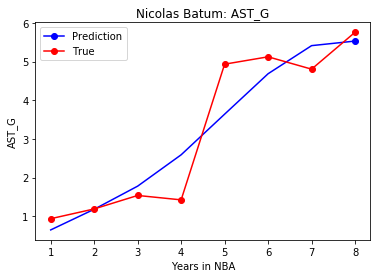 Nicolas Batum: AST_G
Prediction
True
6
5
4
3
2
1
AST_G
1 2 3 4 5 6 7 8
Years in NBA